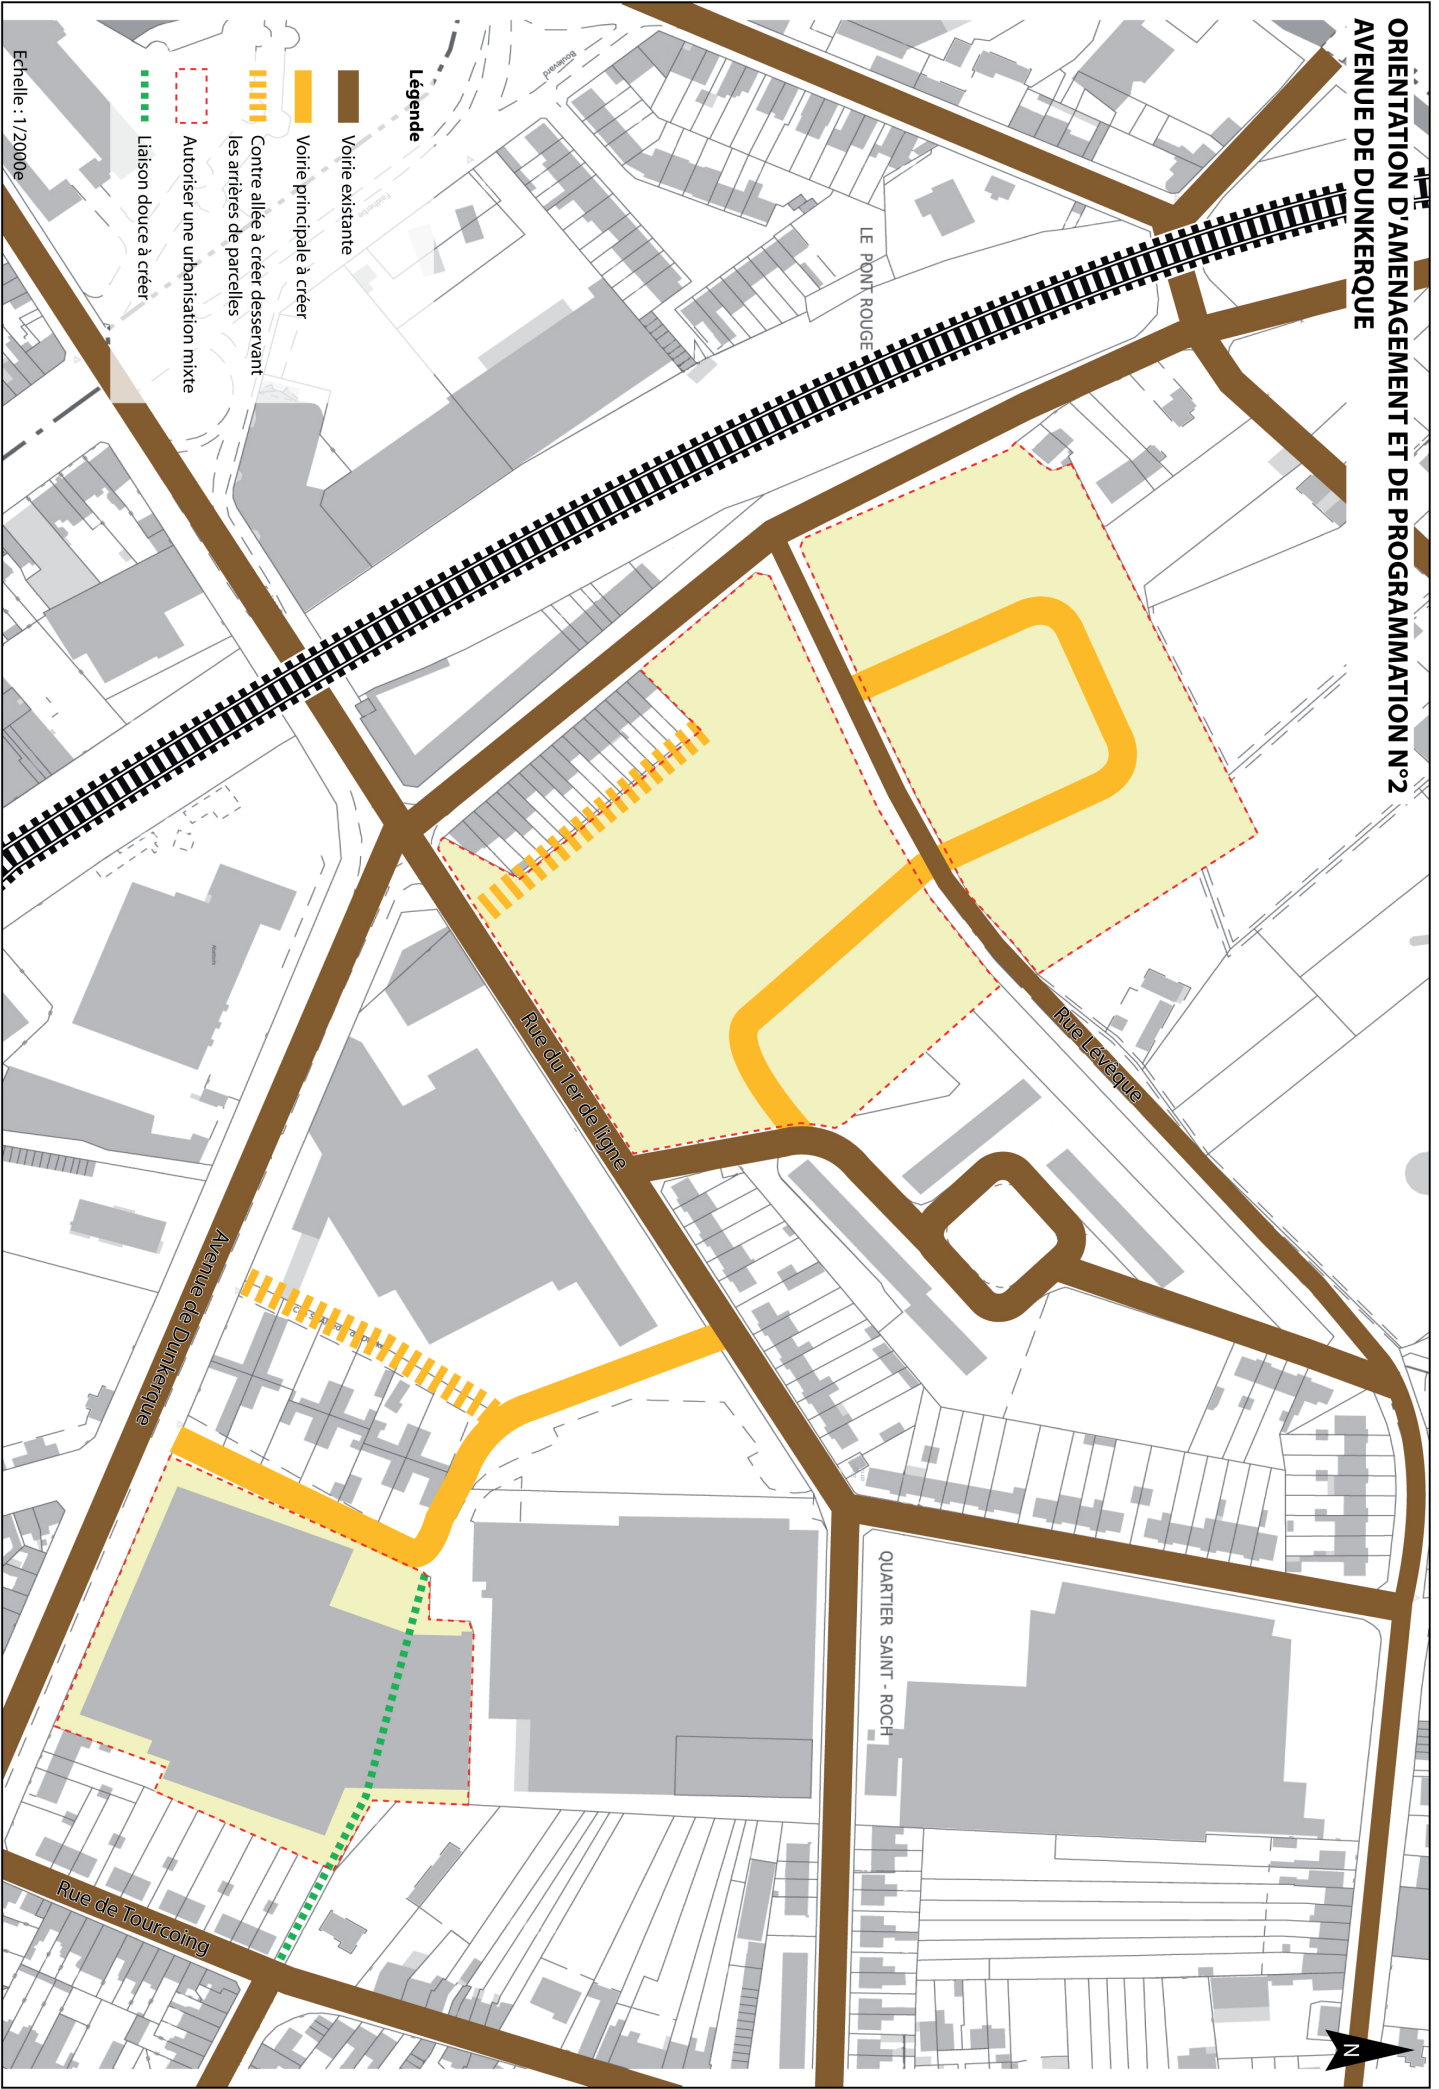 ORIENTATION D'AMENAGEMENT ET DE PROGRAMMATION N°2
AVENUE DE DUNKERQUE
Légende
Voirie existante
Voirie principale à créer
Contre allée à créer desservant
les arrières de parcelles
Autoriser une urbanisation mixte
Liaison douce à créer
Echelle : 1/2000e
Boulevard
LE PONT ROUGE
Rue Lévêque
Rue du 1er de ligne
Avenue de Dunkerque
QUARTIER SAINT - ROCH
Rue de Tourcoing
N